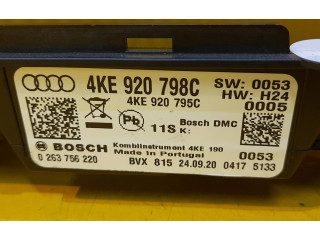 4KE 920 798C SW: 0053
4KE 920 795C HW: H24
0005
Pb 11S K: Bosch DMC
BOSCH Kombiinstrument 4KE 190
Made in Portugal 0053
0 263 756 220 BVX 815 24.09.20 0417 5133